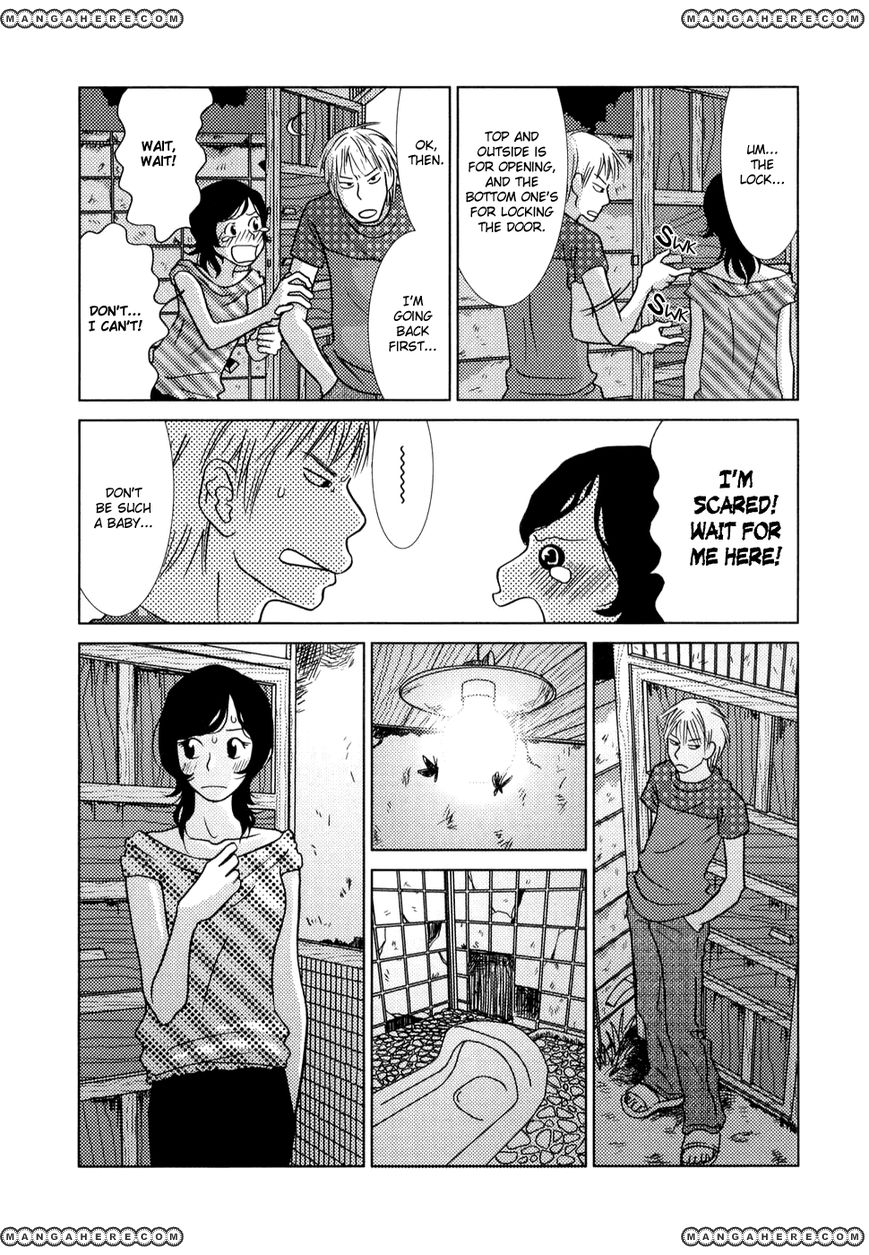 MANGAHERE.COM
MANGAHERE.COM
UM...
THE
LOCK...
TOP AND
OUTSIDE IS
FOR OPENING,
AND THE
BOTTOM ONE'S
FOR LOCKING
THE DOOR.
SWK
SWK
OK,
THEN.
I'M
GOING
BACK
FIRST...
WAIT,
WAIT!
DON'T...
I CAN'T!
I'M
SCARED!
WAIT FOR
ME HERE!
DON'T
BE SUCH
A BABY...
MANGAHERE.COM
MANGAHERE.COM